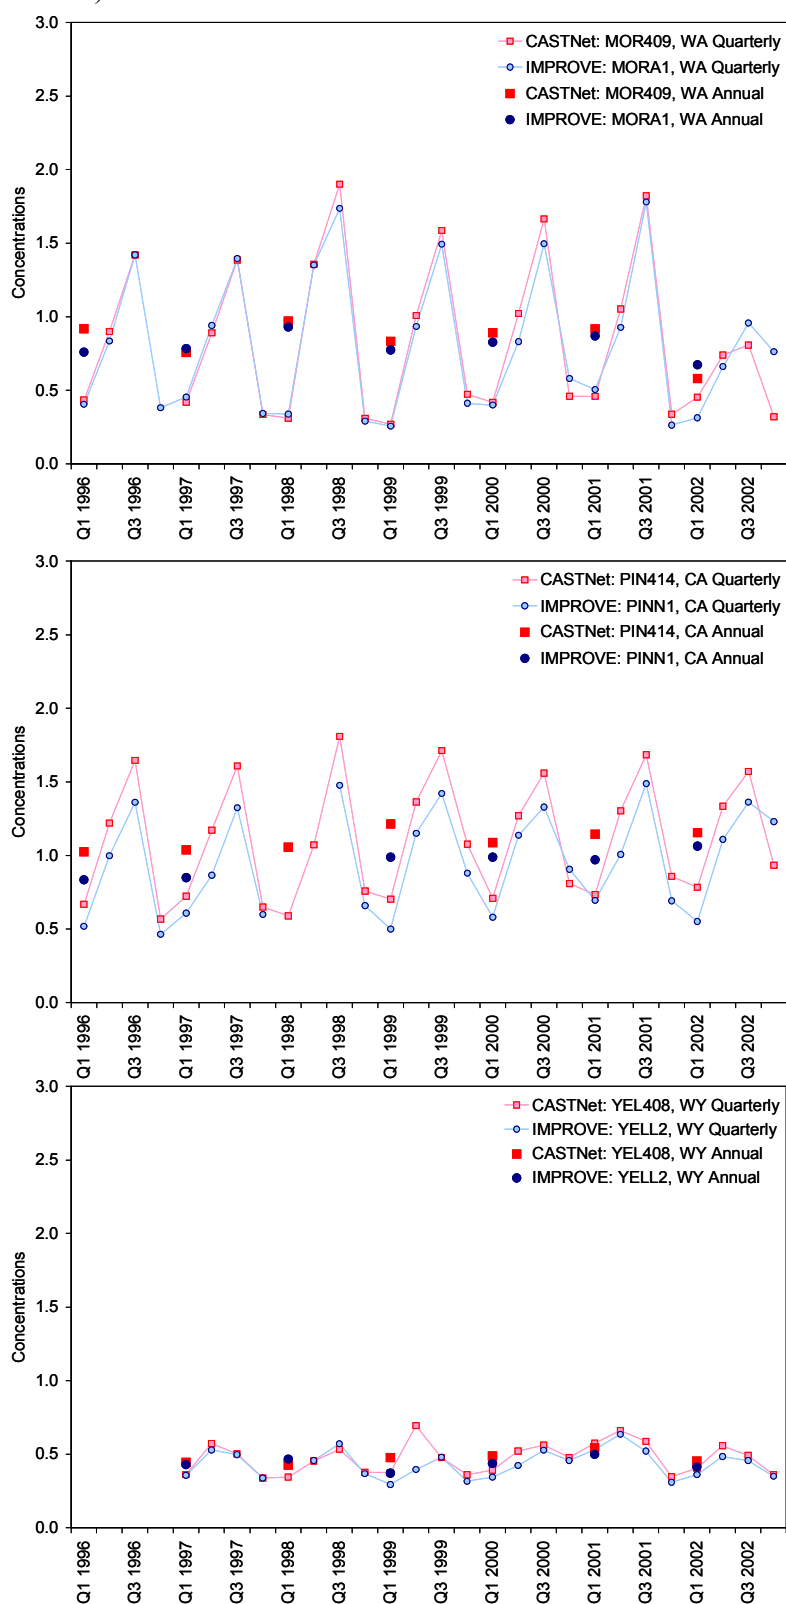 3.0
CASTNet: MOR409, WA Quarterly
IMPROVE: MORA1, WA Quarterly
CASTNet: MOR409, WA Annual
IMPROVE: MORA1, WA Annual
2.5
2.0
1.5
1.0
0.5
0.0
Concentrations
Q1 1996
Q3 1996
Q1 1997
Q3 1997
Q1 1998
Q3 1998
Q1 1999
Q3 1999
Q1 2000
Q3 2000
Q1 2001
Q3 2001
Q1 2002
Q3 2002
3.0
CASTNet: PIN414, CA Quarterly
IMPROVE: PINN1, CA Quarterly
CASTNet: PIN414, CA Annual
IMPROVE: PINN1, CA Annual
2.5
2.0
1.5
1.0
0.5
0.0
Concentrations
Q1 1996
Q3 1996
Q1 1997
Q3 1997
Q1 1998
Q3 1998
Q1 1999
Q3 1999
Q1 2000
Q3 2000
Q1 2001
Q3 2001
Q1 2002
Q3 2002
3.0
CASTNet: YEL408, WY Quarterly
IMPROVE: YELL2, WY Quarterly
CASTNet: YEL408, WY Annual
IMPROVE: YELL2, WY Annual
2.5
2.0
1.5
1.0
0.5
0.0
Concentrations
Q1 1996
Q3 1996
Q1 1997
Q3 1997
Q1 1998
Q3 1998
Q1 1999
Q3 1999
Q1 2000
Q3 2000
Q1 2001
Q3 2001
Q1 2002
Q3 2002